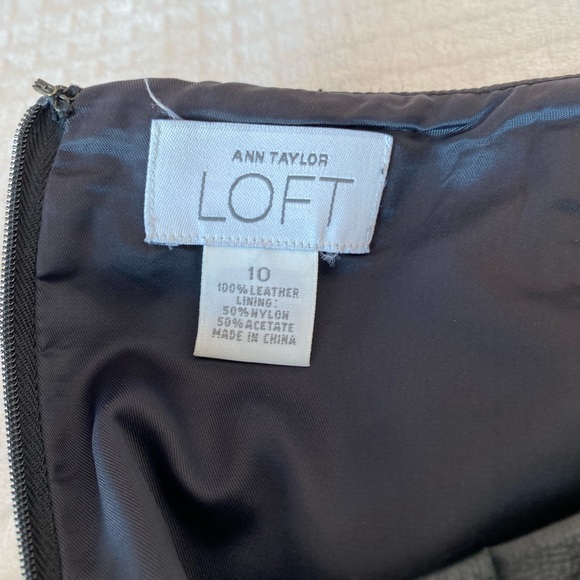 ANN TAYLOR
LOFT
10
100% LEATHER
LINING:
50% NYLON
50% ACETATE
MADE IN CHINA